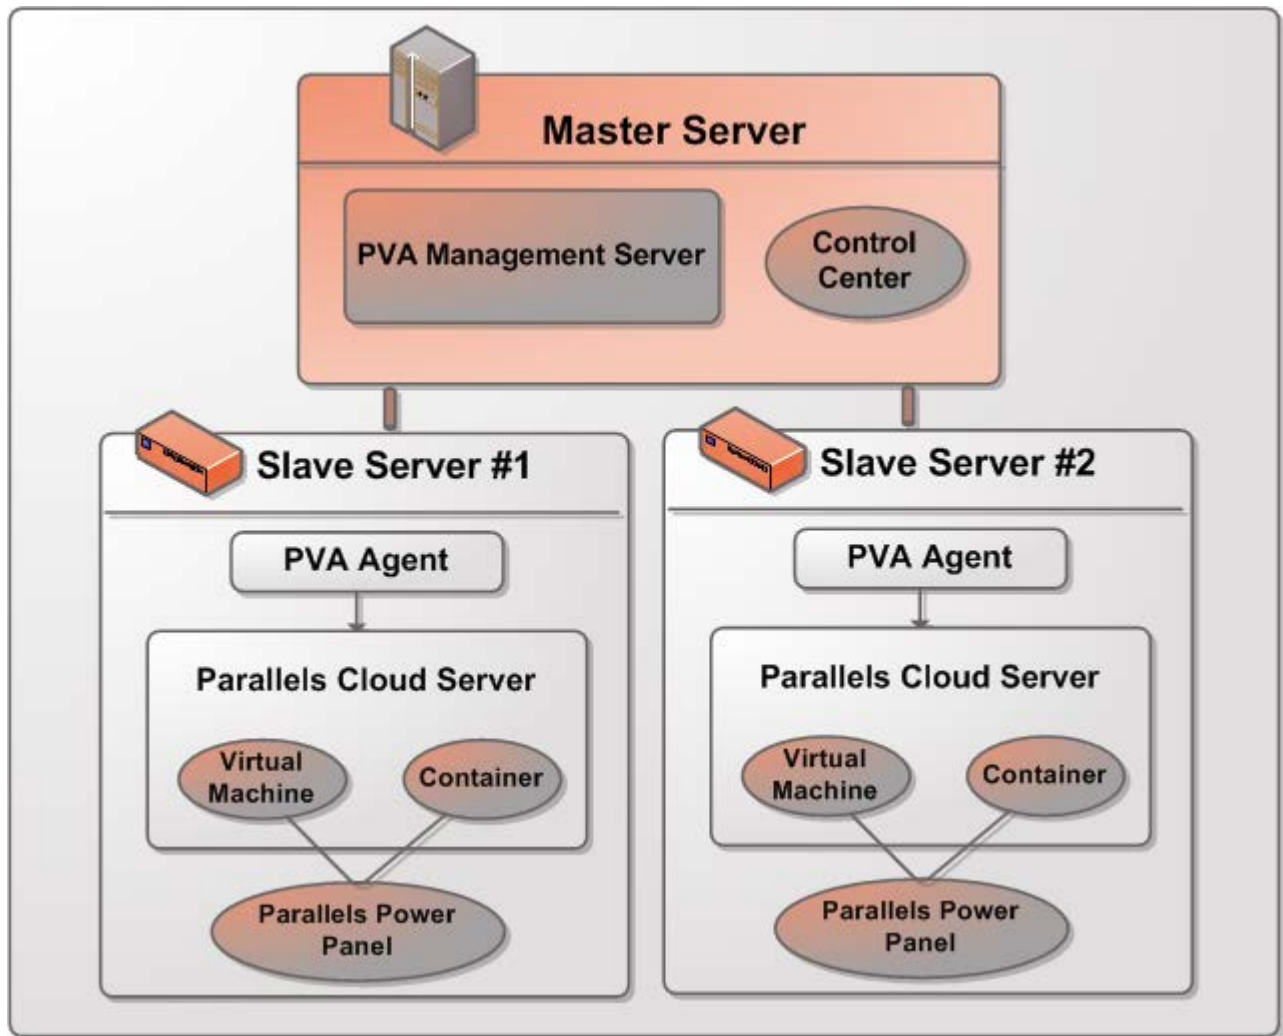 Master Server
PVA Management Server
Control
Center
Slave Server #1
PVA Agent
Parallels Cloud Server
Virtual
Machine
Container
Parallels Power
Panel
Slave Server #2
PVA Agent
Parallels Cloud Server
Virtual
Machine
Container
Parallels Power
Panel